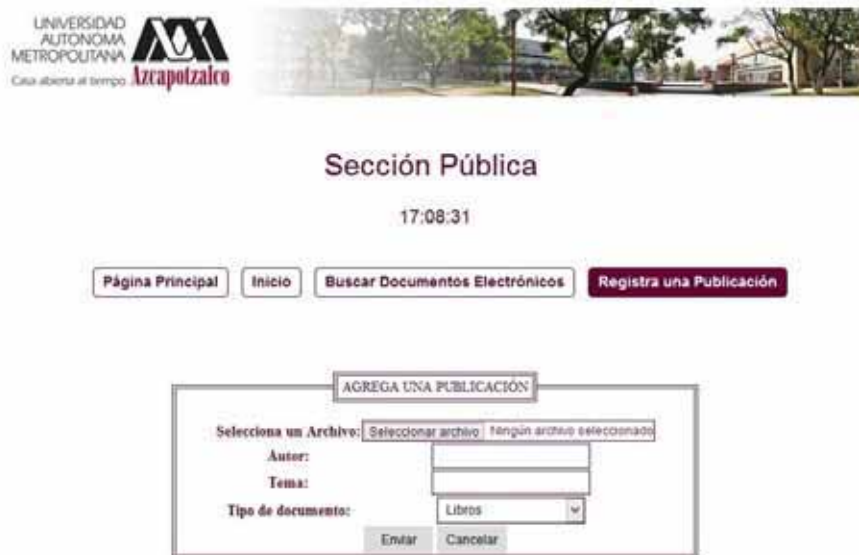 UNIVERSIDAD
AUTONOMA
METROPOLITANA
Casa abierta al tiempo Azcapotzalco
Sección Pública
17:08:31
Página Principal Inicio Buscar Documentos Electrónicos Registra una Publicación
AGREGA UNA PUBLICACIÓN
Selecciona un Archivo: Seleccionar archivo Ningún archivo seleccionado
Autor:
Tema:
Tipo de documento: Libros
Enviar Cancelar